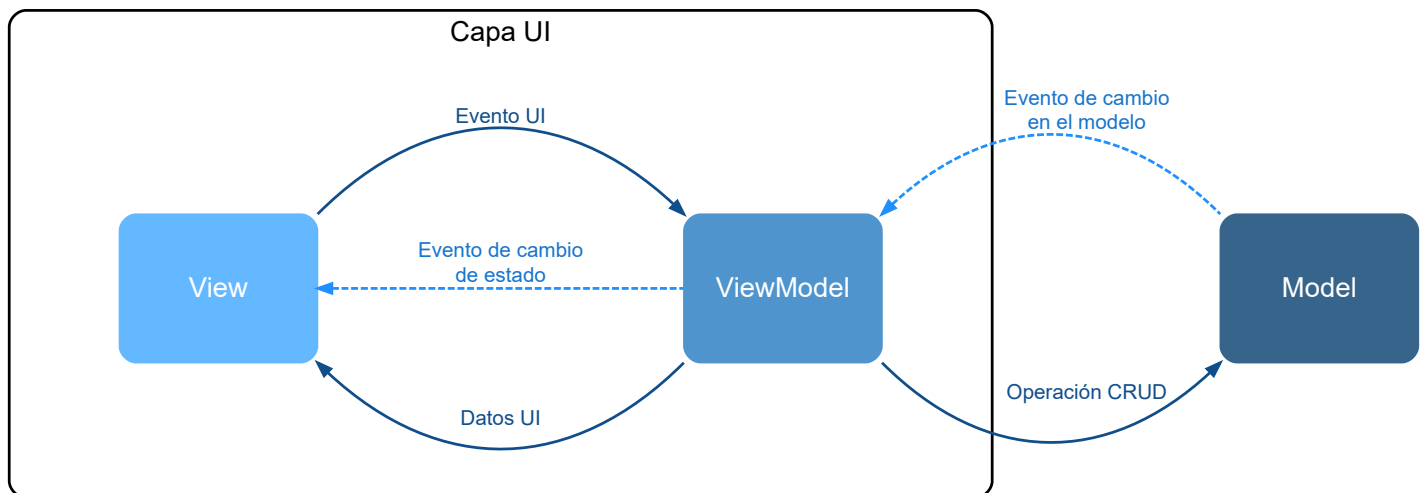 Capa UI
Evento UI
Evento de cambio
en el modelo
Evento de cambio
de estado
View
ViewModel
Model
Operación CRUD
Datos UI